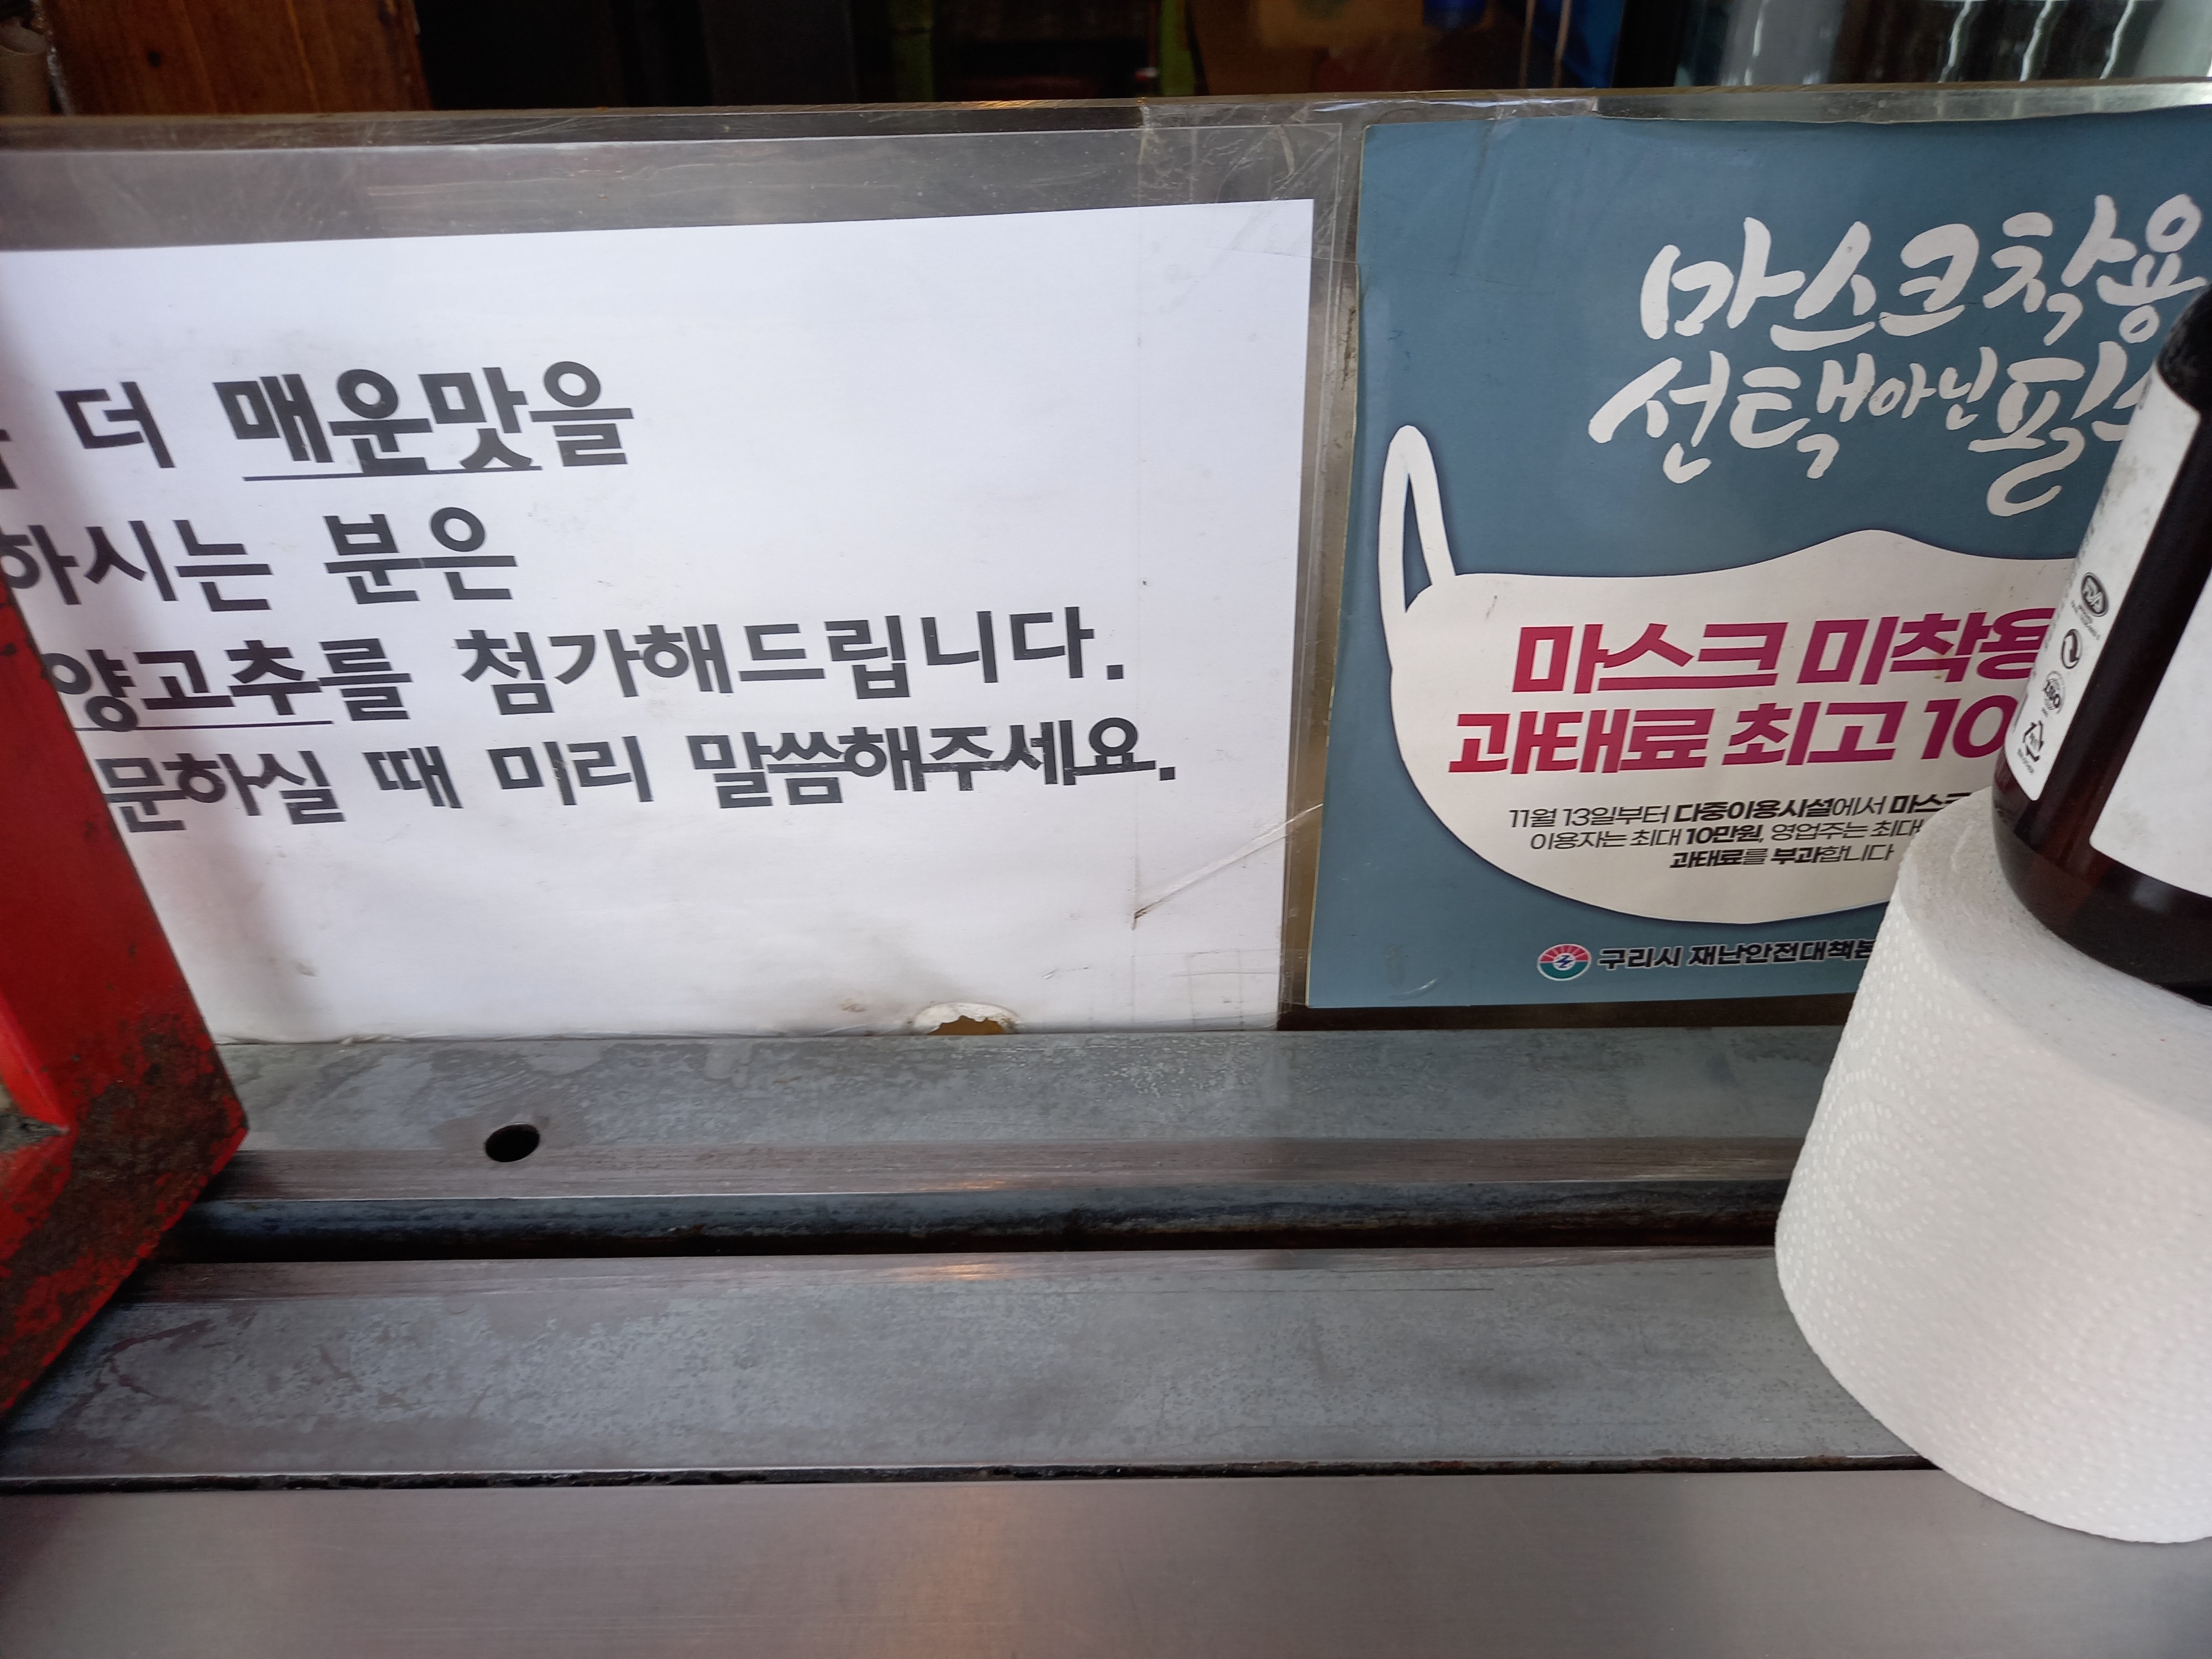 더 매운맛을
하시는 분은
양고추를 첨가해드립니다.
문하실 때 미리 말씀해주세요.
마스크착용
선택아닌필
마스크 미착용
과태료 최고 10
11월 13일부터 다중이용시설에서 마스크
이용자는 최대 10만원, 영업주는 최대
과태료를 부과합니다
구리시 재난안전대책본
ISO